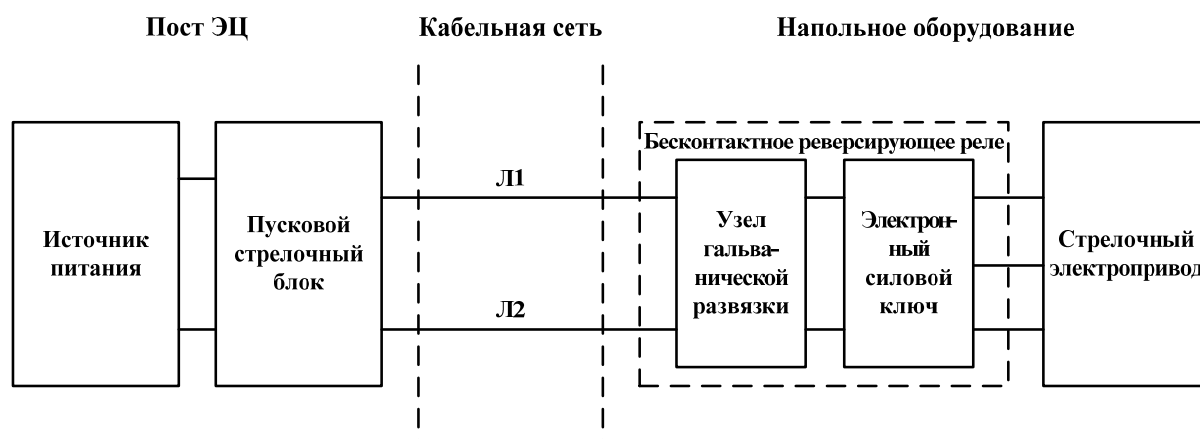 Пост ЭЦ
Кабельная сеть
Напольное оборудование
Источник
питания
Пусковой
стрелочный
блок
Л1
Л2
Бесконтактное реверсирующее реле
Узел
гальва-
нической
развязки
Электрон-
ный
силовой
ключ
Стрелочный
электропривод